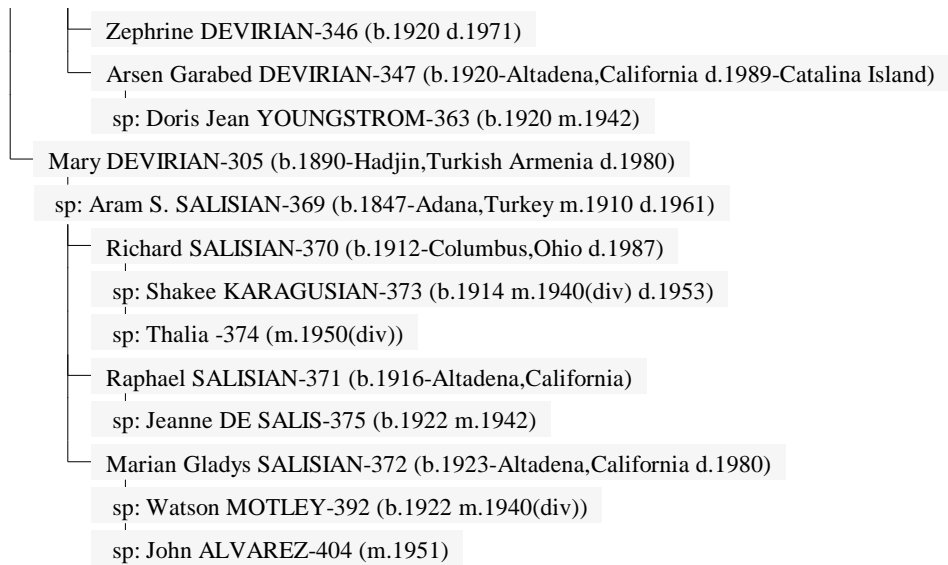 Zephrine DEVIRIAN-346 (b.1920 d.1971)
Arsen Garabed DEVIRIAN-347 (b.1920-Altadena,California d.1989-Catalina Island)
sp: Doris Jean YOUNGSTROM-363 (b.1920 m.1942)
Mary DEVIRIAN-305 (b.1890-Hadjin,Turkish Armenia d.1980)
sp: Aram S. SALISIAN-369 (b.1847-Adana,Turkey m.1910 d.1961)
Richard SALISIAN-370 (b.1912-Columbus,Ohio d.1987)
sp: Shakee KARAGUSIAN-373 (b.1914 m.1940(div) d.1953)
sp: Thalia -374 (m.1950(div))
Raphael SALISIAN-371 (b.1916-Altadena,California)
sp: Jeanne DE SALIS-375 (b.1922 m.1942)
Marian Gladys SALISIAN-372 (b.1923-Altadena,California d.1980)
sp: Watson MOTLEY-392 (b.1922 m.1940(div))
sp: John ALVAREZ-404 (m.1951)